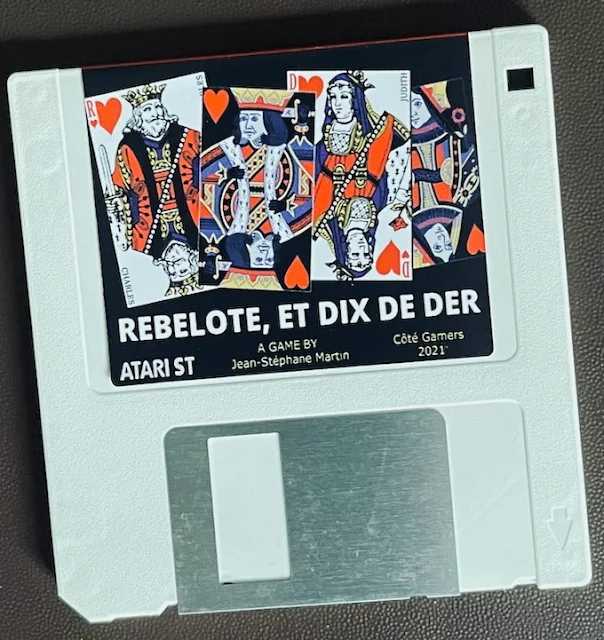 R
D
JUDITH
CHARLES
D
REBELOTE, ET DIX DE DER
ATARI ST
A GAME BY
Jean-Stéphane Martin
Côté Gamers
2021